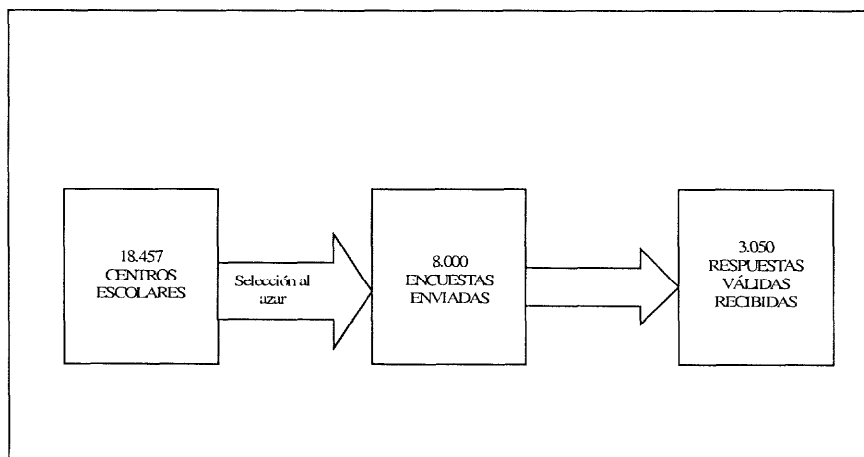 18.457
CENTROS
ESCOLARES
Selección al
azar
8.000
ENCUESTAS
ENVIADAS
3.050
RESPUESTAS
VÁLIDAS
RECIBIDAS